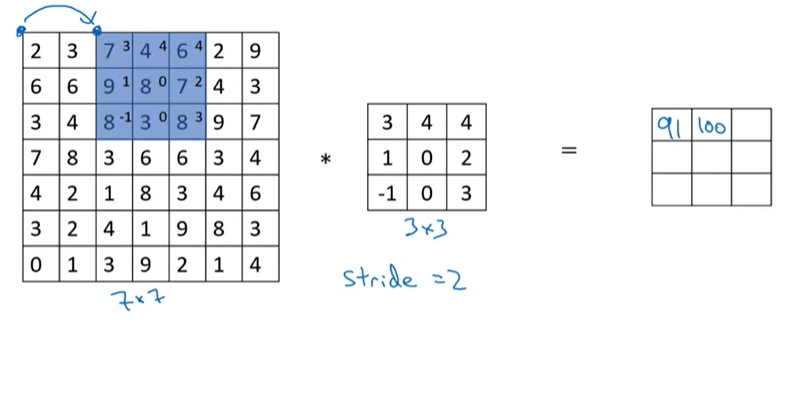 2 3 7 3 4 4 6 4 2 9
6 6 9 1 8 0 7 2 4 3
3 4 8 -1 3 0 8 3 9 7
7 8 3 6 6 3 4
4 2 1 8 3 4 6
3 2 4 1 9 8 3
0 1 3 9 2 1 4
7×7
*
3 4 4
1 0 2
-1 0 3
3×3
stride = 2
=
91 100